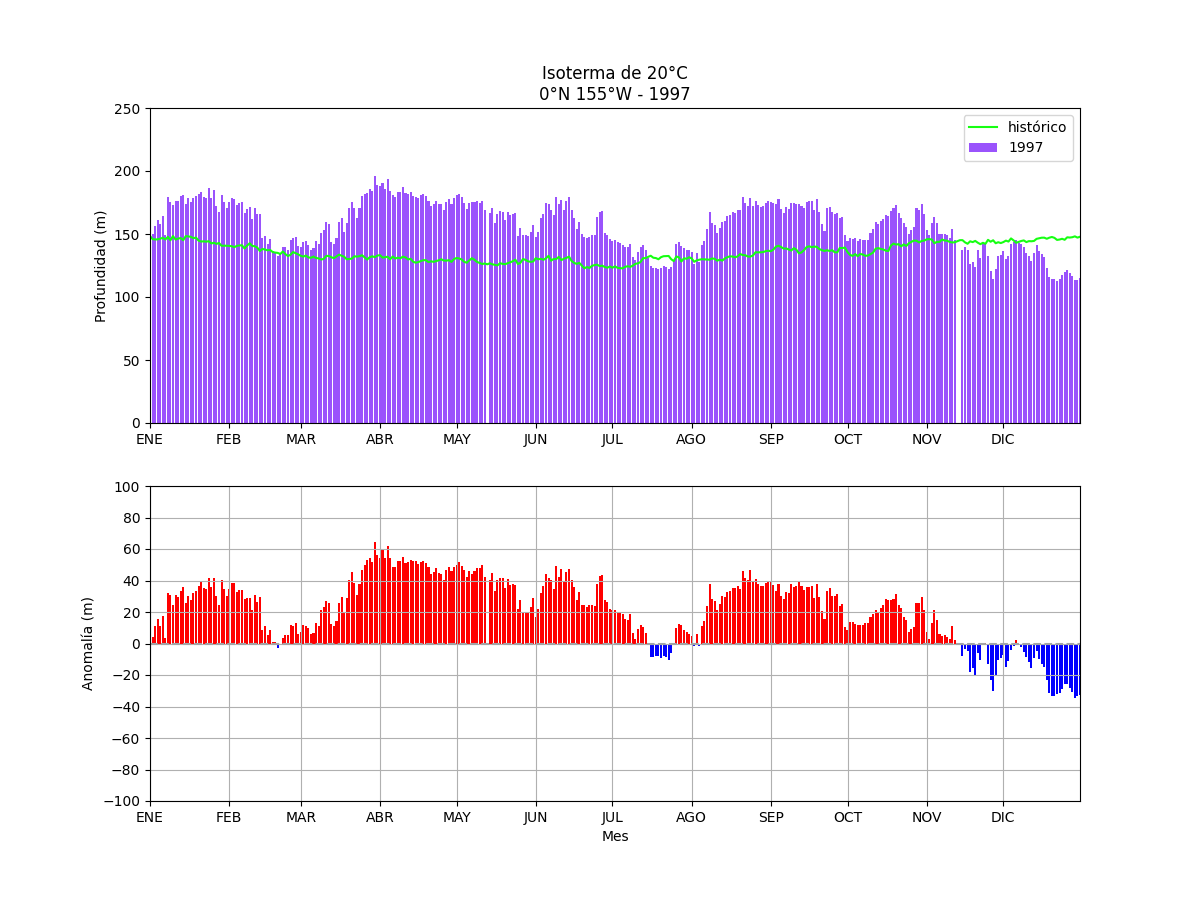 Isoterma de 20°C
0°N 155°W - 1997
250
200
150
100
50
0
Profundidad (m)
histórico
1997
ENE FEB MAR ABR MAY JUN JUL AGO SEP OCT NOV DIC
100
80
60
40
20
0
−20
−40
−60
−80
−100
Anomalía (m)
ENE FEB MAR ABR MAY JUN JUL AGO SEP OCT NOV DIC
Mes